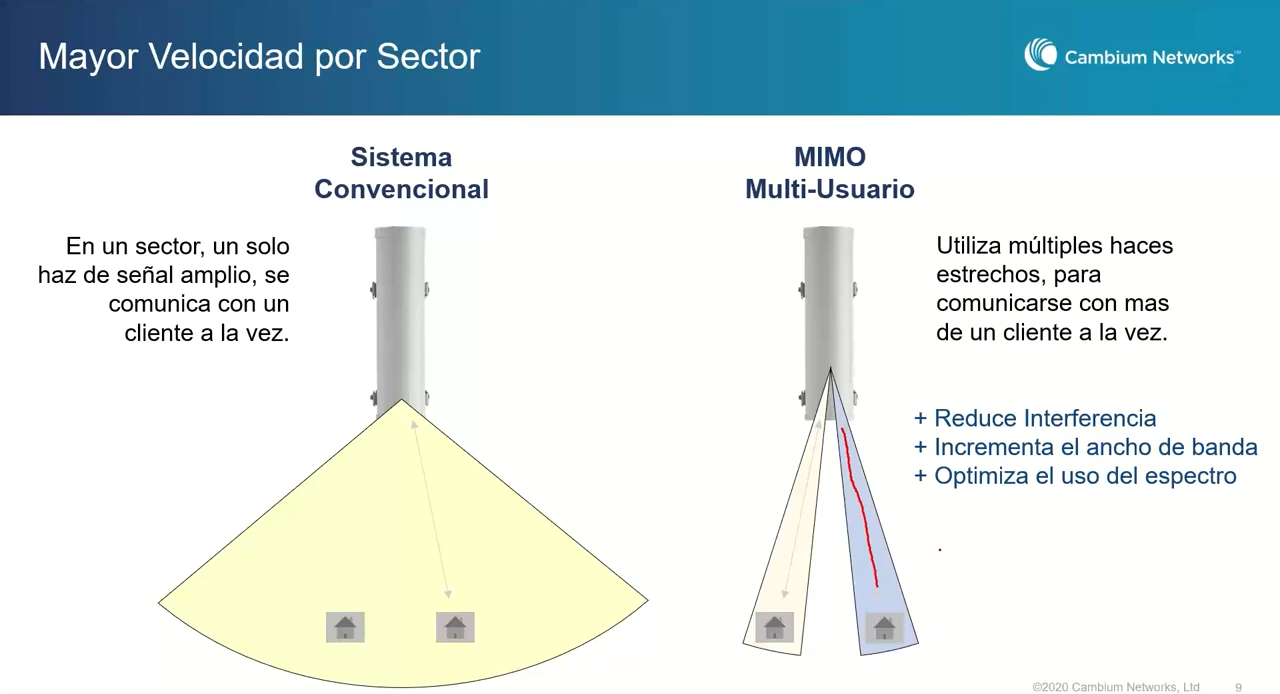 Mayor Velocidad por Sector
Cambium Networks™
Sistema
Convencional
En un sector, un solo
haz de señal amplio, se
comunica con un
cliente a la vez.
MIMO
Multi-Usuario
Utiliza múltiples haces
estrechos, para
comunicarse con mas
de un cliente a la vez.
+ Reduce Interferencia
+ Incrementa el ancho de banda
+ Optimiza el uso del espectro
©2020 Cambium Networks, Ltd
9